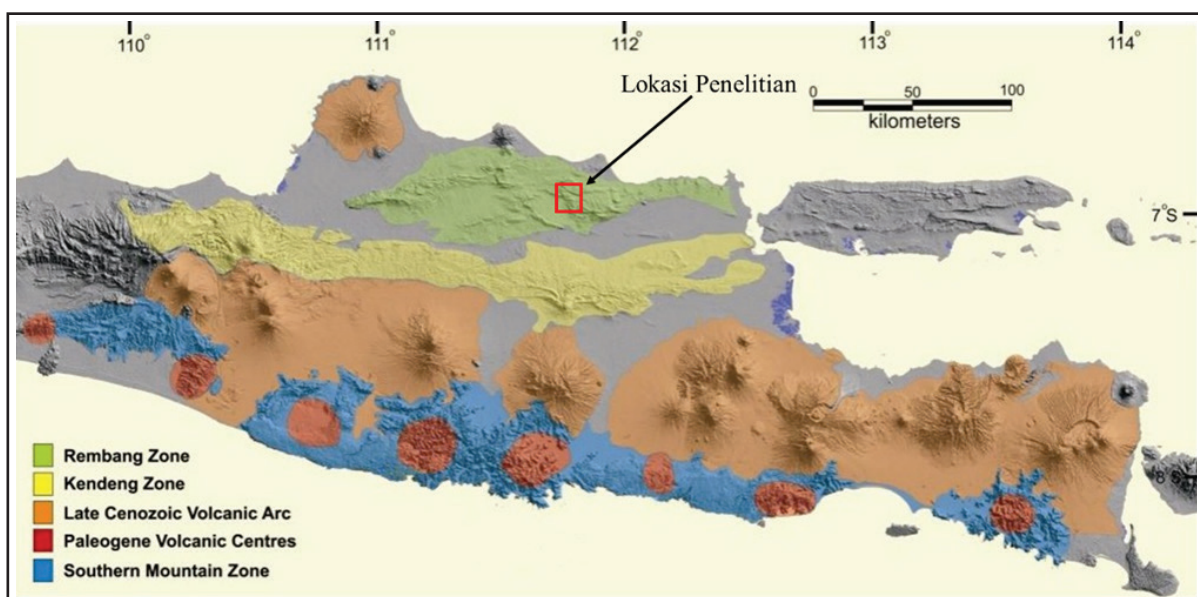 110°
111°
112°
113°
114°
Lokasi Penelitian
0 50 100
kilometers
7°S
Rembang Zone
Kendeng Zone
Late Cenozoic Volcanic Arc
Paleogene Volcanic Centres
Southern Mountain Zone